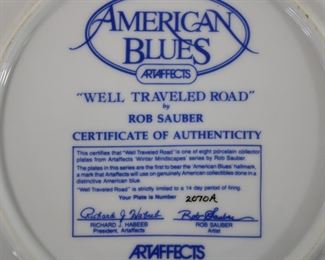 AMERICAN
BLUES
ARTAFFECTS
"WELL TRAVELED ROAD"
by
ROB SAUBER
CERTIFICATE OF AUTHENTICITY
This certifies that "Well Traveled Road" is one of eight porcelain collector
plates from Artaffects' 'Winter Mindscapes' series by Rob Sauber.
The plates in this series are the first to bear the 'American Blues' hallmark,
a mark that Artaffects will use on genuinely American collectibles done in a
distinctive American blue.
"Well Traveled Road" is strictly limited to a 14 day period of firing.
Your Plate is Number 2070A
Richard J Habeeb Rob Sauber
RICHARD J. HABEEB ROB SAUBER
President, Artaffects Artist
ARTAFFECTS